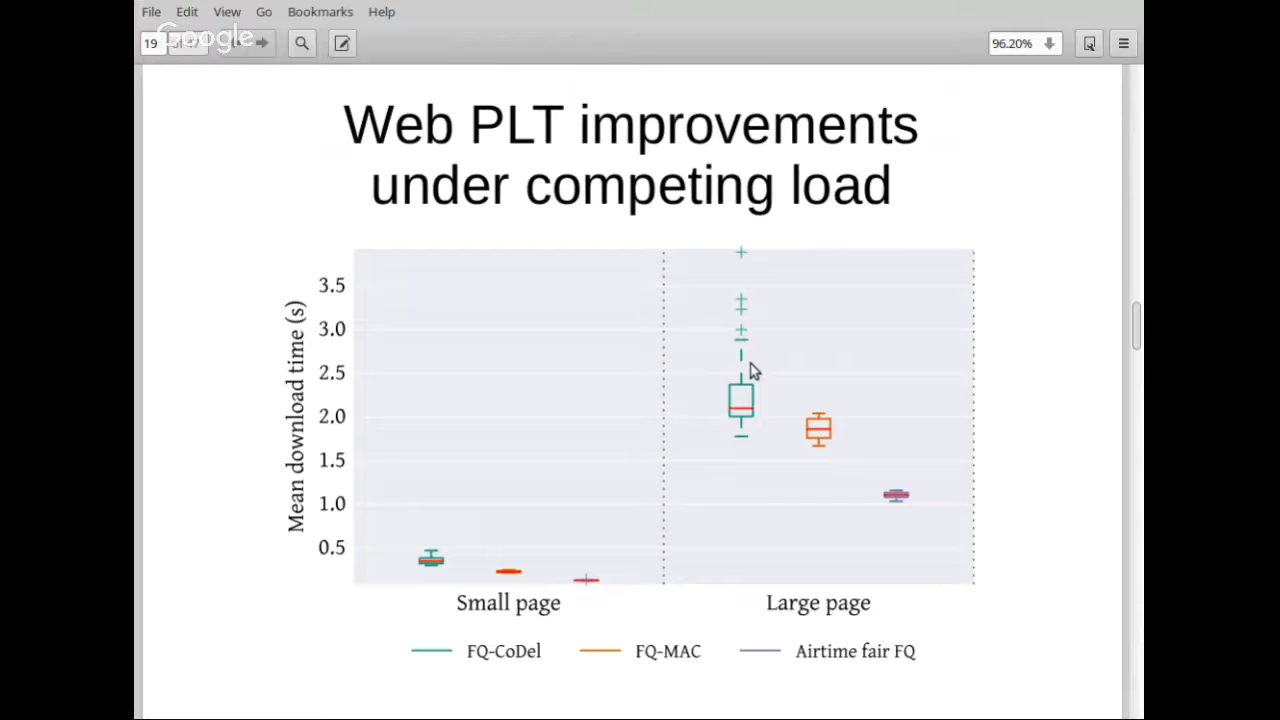 File Edit View Go Bookmarks Help
Google
19
96.20%
Web PLT improvements
under competing load
Mean download time (s)
3.5
3.0
2.5
2.0
1.5
1.0
0.5
Small page
Large page
FQ-CoDel
FQ-MAC
Airtime fair FQ